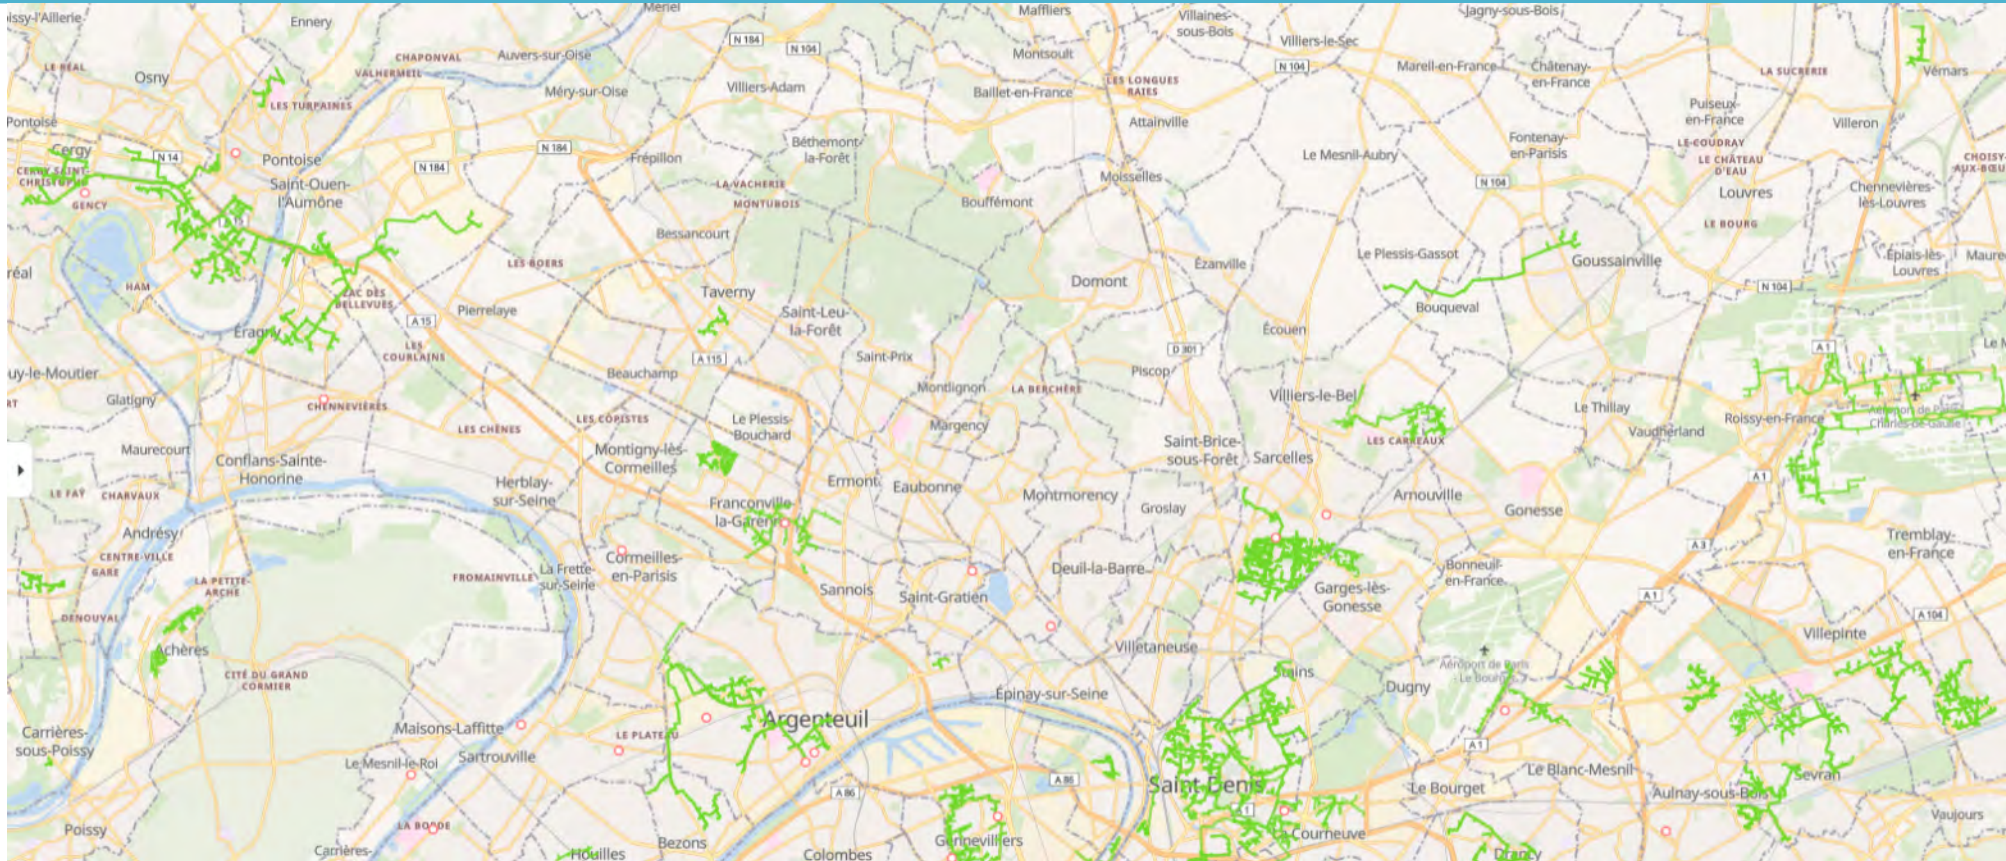 Ennery
Meriel
Maffliers
Villaines-
sous-Bois
Jagny-sous-Bois
CHAPONVAL
Auvers-sur-Oise
N 184
N 104
Montsoult
Villiers-le-Sec
LE RÉAL
Osny
VALHERMEIL
Villiers-Adam
LES LONGUES
RAIES
N 104
Mareil-en-France
Châtenay-
en-France
LA SUCRERIE
Vémars
Méry-sur-Oise
Baillet-en-France
LES TURPAINES
Pontoise
Attainville
Puiseux-
en-France
Villeron
Cergy
N 14
Pontoise
N 184
N 184
Frépillon
Béthemont-
la-Forêt
Fontenay-
en-Parisis
LE COUDRAY
Le Mesnil-Aubry
LE CHÂTEAU
D'EAU
CERGY-SAINT-
CHRISTOPHE
Saint-Ouen-
l'Aumône
LA VACHERIE
Moisselles
N 104
Louvres
Chennevières-
lès-Louvres
GENCY
MONTUBOIS
Bouffémont
LE BOURG
Bessancourt
LES BOERS
Ézanville
Le Plessis-Gassot
Goussainville
Épiais-lès-
Louvres
HAM
Taverny
Domont
N 104
ZAC DES
BELLEVUES
Pierrelaye
A 15
Saint-Leu-
la-Forêt
Bouqueval
Éragny
Écouen
LES
COURLAINS
A 115
Saint-Prix
D 301
A 1
Beauchamp
Montlignon
LA BERCHÈRE
Piscop
Glatigny
CHENNEVIÈRES
LES COPISTES
Le Plessis-
Bouchard
Villiers-le-Bel
Le Thillay
Roissy-en-France
Aéroport de Paris
Charles-de-Gaulle
LES CHÊNES
Margency
Vaudherland
Maurecourt
Montigny-lès-
Cormeilles
Saint-Brice-
sous-Forêt
Sarcelles
LES CARREAUX
Conflans-Sainte-
Honorine
Herblay-
sur-Seine
Ermont
Eaubonne
Montmorency
Arnouville
A 1
LE FAŸ
CHARVAUX
Franconville
la-Garenne
Groslay
Gonesse
Andrésy
CENTRE-VILLE
GARE
A 3
Tremblay-
en-France
LA PETITE-
ARCHE
FROMAINVILLE
La Frette-
sur-Seine
Cormeilles-
en-Parisis
Sannois
Saint-Gratien
Deuil-la-Barre
Garges-lès-
Gonesse
Bonneuil-
en-France
A 1
DENOUVAL
A 104
Villepinte
Achères
Villetaneuse
CITÉ DU GRAND
CORMIER
Stains
Aéroport de Paris
Le Bourget
Dugny
Épinay-sur-Seine
Carrières-
sous-Poissy
Maisons-Laffitte
LE PLATEAU
Argenteuil
A 1
Le Mesnil-le-Roi
Sartrouville
Le Blanc-Mesnil
Sevran
A 86
A 86
Saint-Denis
Le Bourget
Aulnay-sous-Bois
Poissy
LA BORDE
La Courneuve
Vaujours
Carrières-
Houilles
Bezons
Colombes
Gennevilliers
Drancy